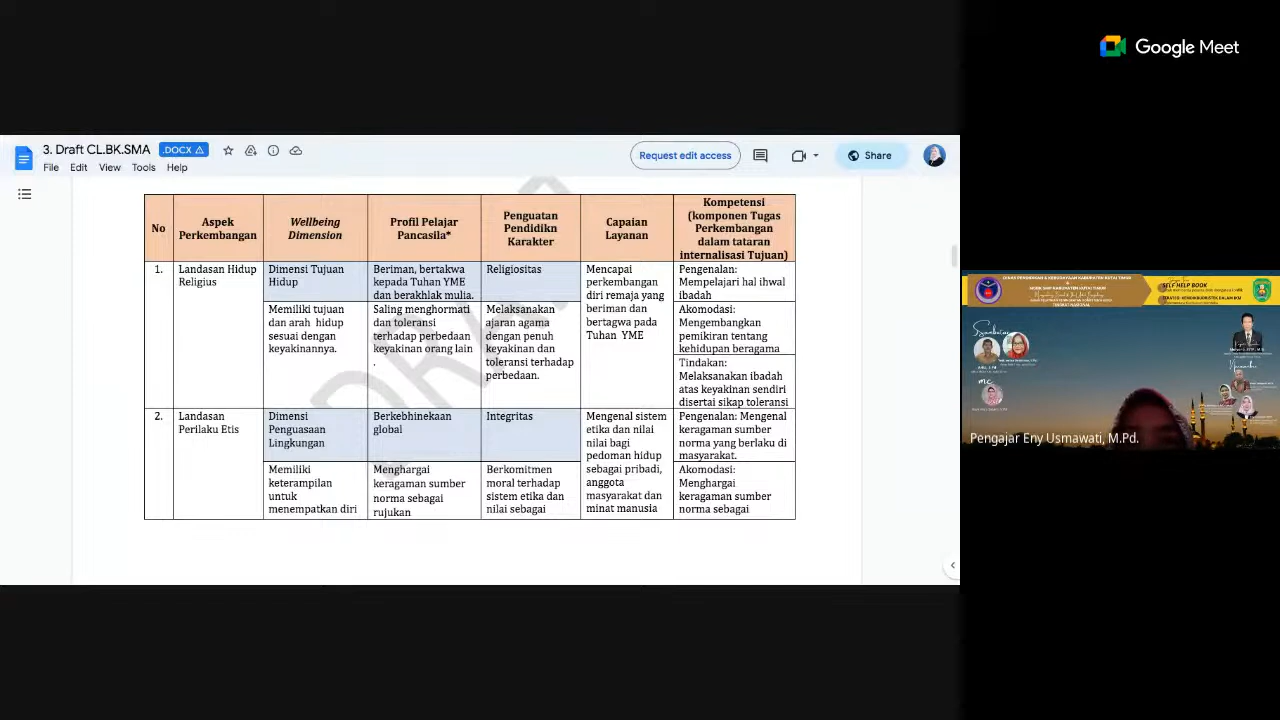 Google Meet
3. Draft CL.BK.SMA
.DOCX
File Edit View Tools Help
Request edit access
Share
No
Aspek
Perkembangan
Wellbeing
Dimension
Profil Pelajar
Pancasila*
Penguatan
Pendidikn
Karakter
Capaian
Layanan
Kompetensi
(komponen Tugas
Perkembangan
dalam tataran
internalisasi Tujuan)
1.
Landasan Hidup
Religius
Dimensi Tujuan
Hidup
Beriman, bertakwa
kepada Tuhan YME
dan berakhlak mulia.
Religiositas
Mencapai
perkembangan
diri remaja yang
beriman dan
bertagwa pada
Tuhan YME
Pengenalan:
Mempelajari hal ihwal
ibadah
Memiliki tujuan
dan arah hidup
sesuai dengan
keyakinannya.
Saling menghormati
dan toleransi
terhadap perbedaan
keyakinan orang lain
.
Melaksanakan
ajaran agama
dengan penuh
keyakinan dan
toleransi terhadap
perbedaan.
Akomodasi:
Mengembangkan
pemikiran tentang
kehidupan beragama
Tindakan:
Melaksanakan ibadah
atas keyakinan sendiri
disertai sikap toleransi
2.
Landasan
Perilaku Etis
Dimensi
Penguasaan
Lingkungan
Berkebhinekaan
global
Integritas
Mengenal sistem
etika dan nilai
nilai bagi
pedoman hidup
sebagai pribadi,
anggota
masyarakat dan
minat manusia
Pengenalan: Mengenal
keragaman sumber
norma yang berlaku di
masyarakat.
Memiliki
keterampilan
untuk
menempatkan diri
Menghargai
keragaman sumber
norma sebagai
rujukan
Berkomitmen
moral terhadap
sistem etika dan
nilai sebagai
Akomodasi:
Menghargai
keragaman sumber
norma sebagai
SELF HELP BOOK
Sambutan
mc
Pengajar Eny Usmawati, M.Pd.